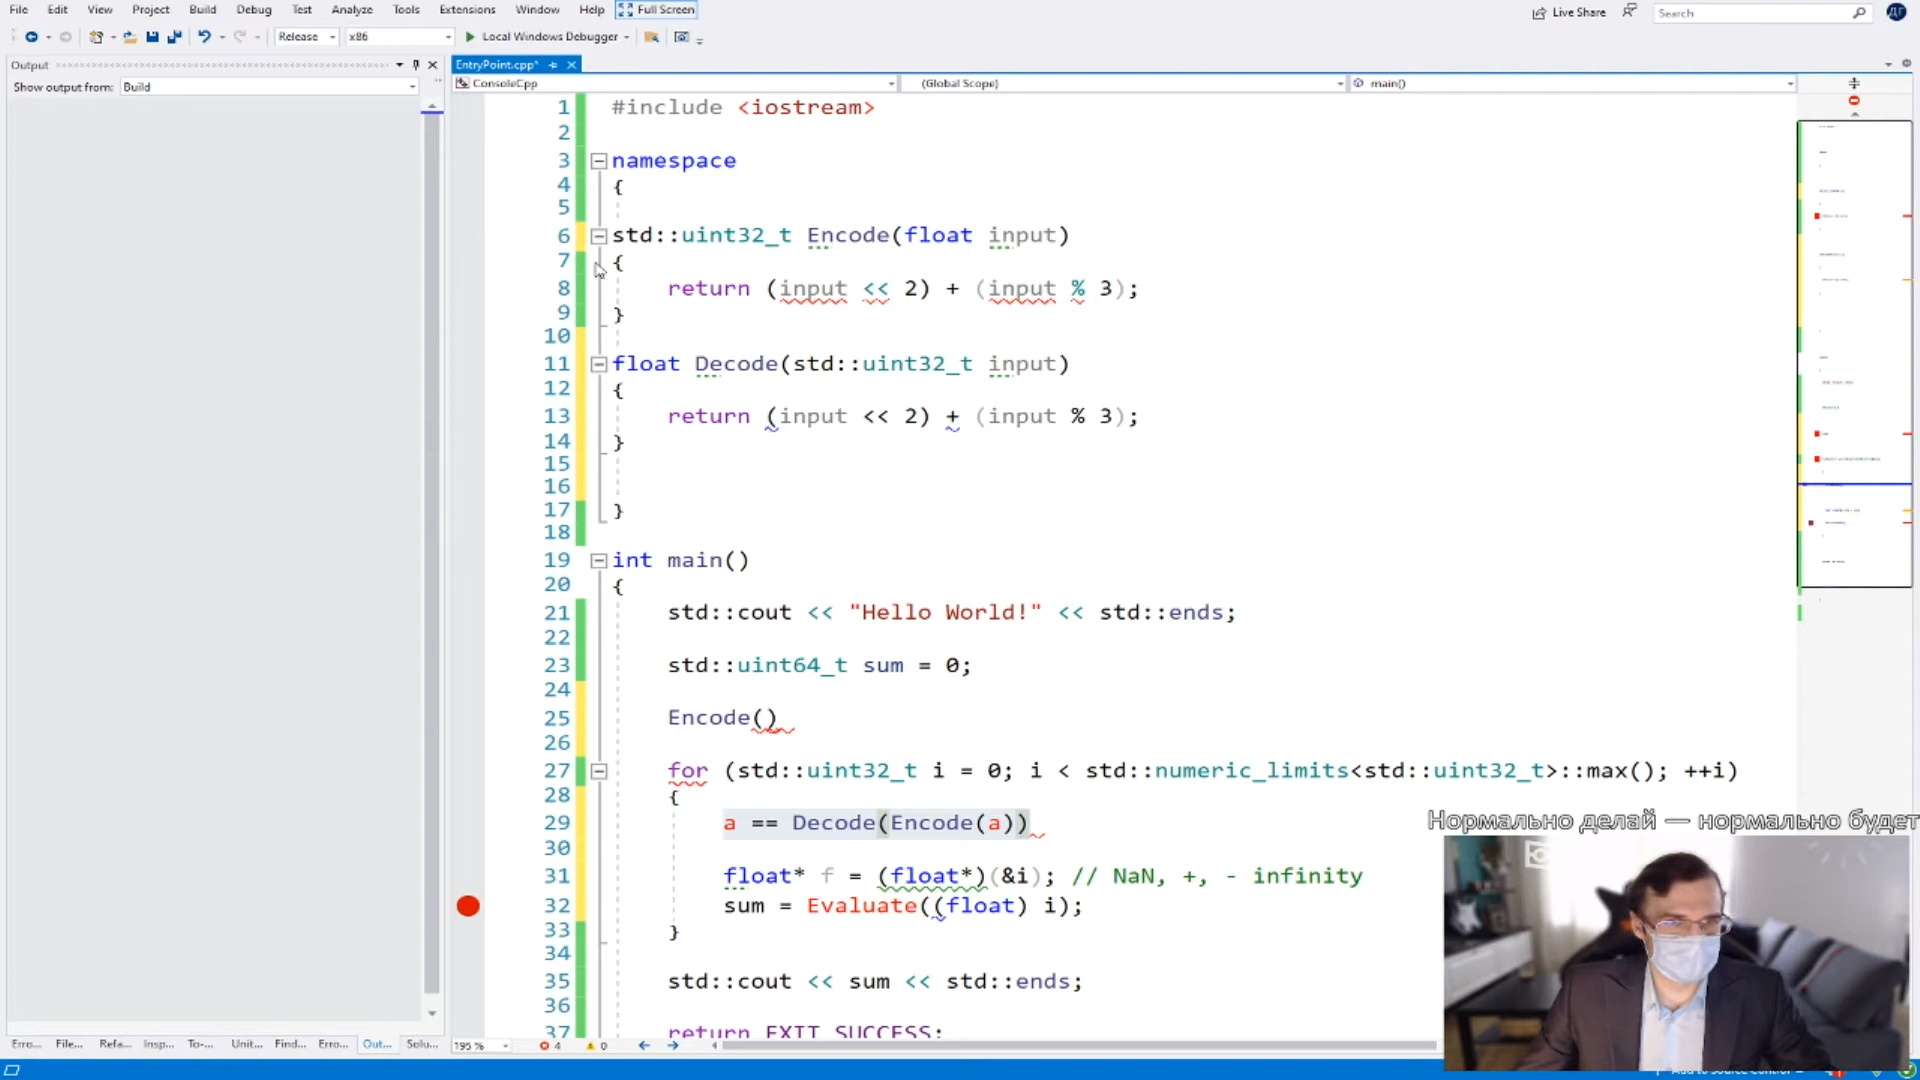 File Edit View Project Build Debug Test Analyze Tools Extensions Window Help Full Screen
Live Share Search ДГ
Release x86 Local Windows Debugger
Output
Show output from: Build
EntryPoint.cpp*
ConsoleCpp (Global Scope) main()
1 #include <iostream>
2
3 namespace
4 {
5
6 std::uint32_t Encode(float input)
7 {
8 return (input << 2) + (input % 3);
9 }
10
11 float Decode(std::uint32_t input)
12 {
13 return (input << 2) + (input % 3);
14 }
15
16
17 }
18
19 int main()
20 {
21 std::cout << "Hello World!" << std::ends;
22
23 std::uint64_t sum = 0;
24
25 Encode()
26
27 for (std::uint32_t i = 0; i < std::numeric_limits<std::uint32_t>::max(); ++i)
28 {
29 a == Decode(Encode(a))
30
31 float* f = (float*)(&i); // NaN, +, - infinity
32 sum = Evaluate((float) i);
33 }
34
35 std::cout << sum << std::ends;
36
37 return EXIT_SUCCESS;
Нормально делай — нормально будет
Erro... File... Refa... Insp... To-... Unit... Find... Erro... Out... Solu...
195 % 4 0